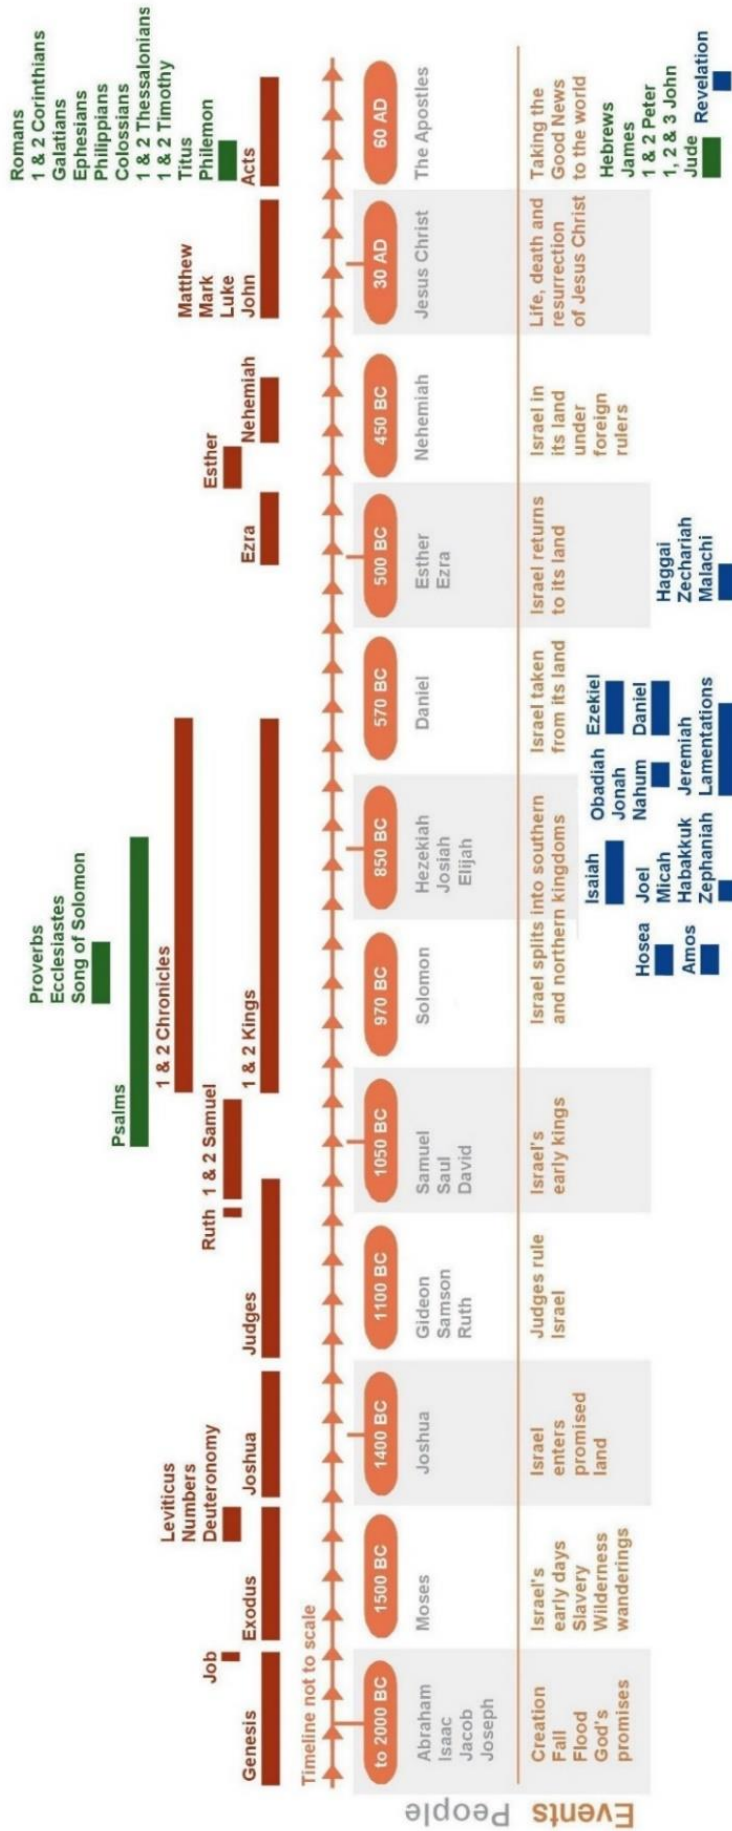 Romans
1 & 2 Corinthians
Galatians
Ephesians
Philippians
Colossians
1 & 2 Thessalonians
1 & 2 Timothy
Titus
Philemon
Proverbs
Ecclesiastes
Song of Solomon
Psalms
1 & 2 Chronicles
Matthew
Mark
Luke
John
Leviticus
Numbers
Deuteronomy
Job
Ruth
1 & 2 Samuel
Esther
Genesis
Exodus
Joshua
Judges
1 & 2 Kings
Ezra
Nehemiah
Acts
Timeline not to scale
to 2000 BC
1500 BC
1400 BC
1100 BC
1050 BC
970 BC
850 BC
570 BC
500 BC
450 BC
30 AD
60 AD
People
Abraham
Isaac
Jacob
Joseph
Moses
Joshua
Gideon
Samson
Ruth
Samuel
Saul
David
Solomon
Hezekiah
Josiah
Elijah
Daniel
Esther
Ezra
Nehemiah
Jesus Christ
The Apostles
Events
Creation
Fall
Flood
God's
promises
Israel's
early days
Slavery
Wilderness
wanderings
Israel
enters
promised
land
Judges rule
Israel
Israel's
early kings
Israel splits into southern
and northern kingdoms
Israel taken
from its land
Israel returns
to its land
Israel in
its land
under
foreign
rulers
Life, death and
resurrection
of Jesus Christ
Taking the
Good News
to the world
Hosea
Amos
Isaiah
Joel
Micah
Habakkuk
Zephaniah
Obadiah
Jonah
Nahum
Ezekiel
Daniel
Jeremiah
Lamentations
Haggai
Zechariah
Malachi
Hebrews
James
1 & 2 Peter
1, 2 & 3 John
Jude
Revelation